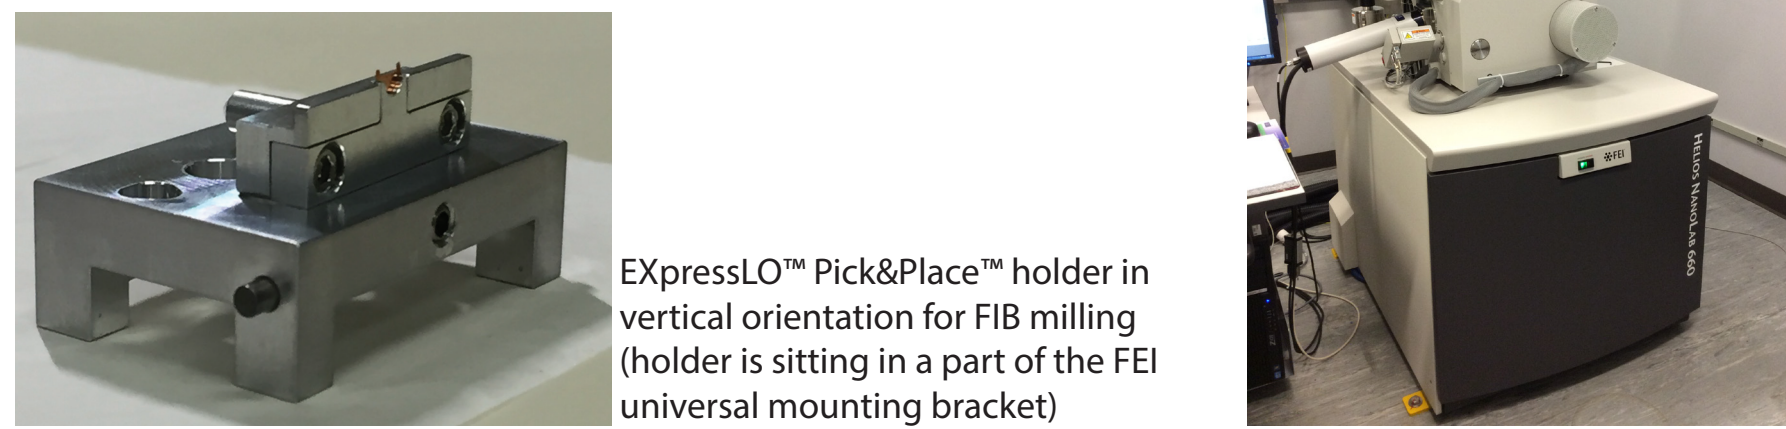 EXpressLO™ Pick&Place™ holder in
vertical orientation for FIB milling
(holder is sitting in a part of the FEI
universal mounting bracket)
FEI
HELIOS NANOLAB 660